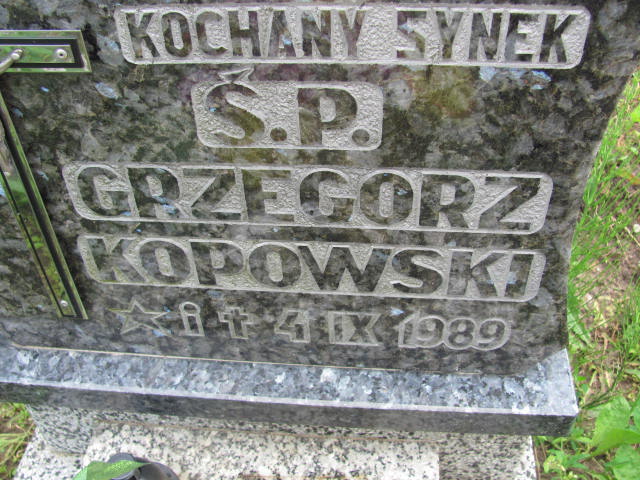 KOCHANY SYNEK
Ś.P.
GRZEGORZ
KOPOWSKI
☆ i ✝ 4 IX 1989